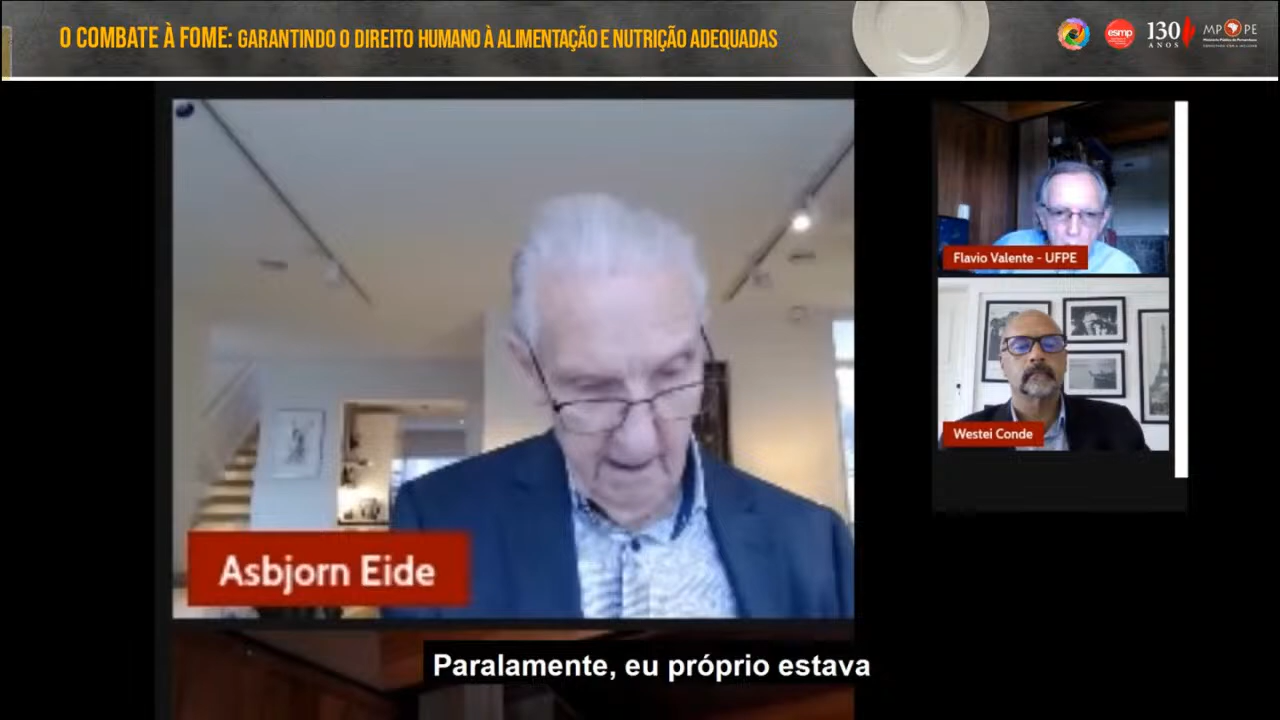 O COMBATE À FOME: GARANTINDO O DIREITO HUMANO À ALIMENTAÇÃO E NUTRIÇÃO ADEQUADAS
esmp
130
ANOS
MPPE
Flavio Valente - UFPE
Westei Conde
Asbjorn Eide
Paralamente, eu próprio estava